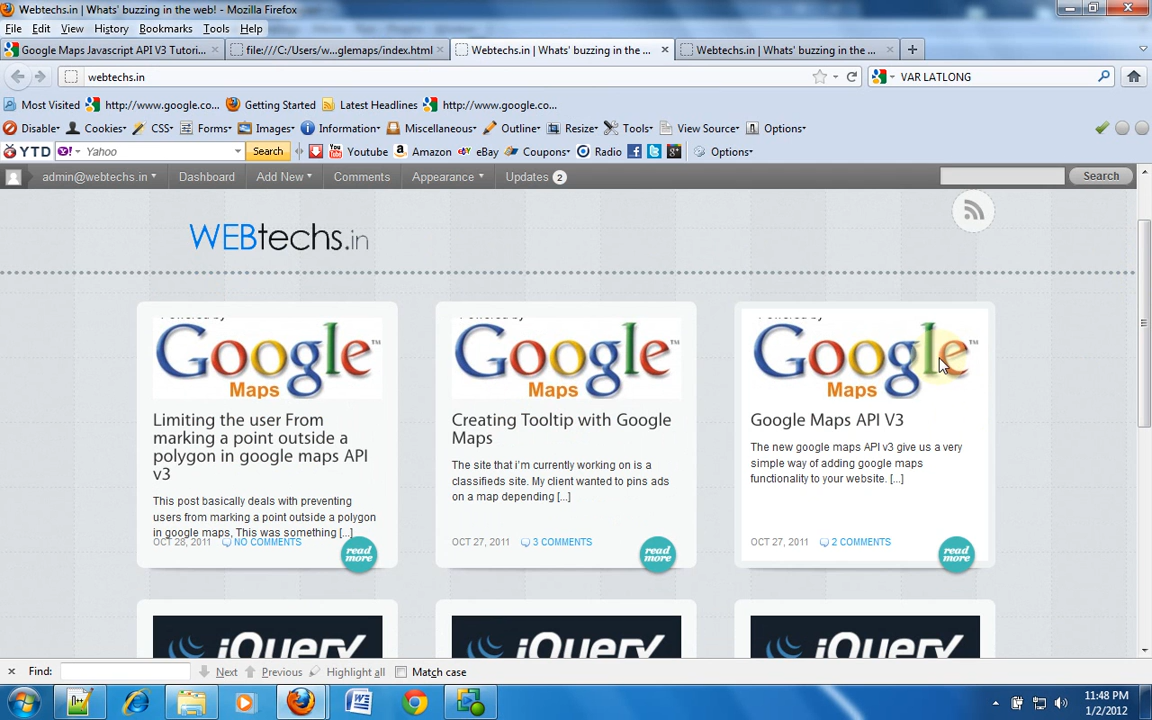 Webtechs.in | Whats' buzzing in the web! - Mozilla Firefox
File Edit View History Bookmarks Tools Help
Google Maps Javascript API V3 Tutori... file:///C:/Users/w...glemaps/index.html Webtechs.in | Whats' buzzing in the ... Webtechs.in | Whats' buzzing in the ...
webtechs.in VAR LATLONG
Most Visited http://www.google.co... Getting Started Latest Headlines http://www.google.co...
Disable Cookies CSS Forms Images Information Miscellaneous Outline Resize Tools View Source Options
YTD Y! Yahoo Search Youtube Amazon eBay Coupons Radio Options
admin@webtechs.in Dashboard Add New Comments Appearance Updates 2 Search
WEBtechs.in
Google Maps
Limiting the user From
marking a point outside a
polygon in google maps API
v3
This post basically deals with preventing
users from marking a point outside a polygon
in google maps, This was something [...]
OCT 28, 2011 NO COMMENTS
read
more
Google Maps
Creating Tooltip with Google
Maps
The site that i'm currently working on is a
classifieds site. My client wanted to pins ads
on a map depending [...]
OCT 27, 2011 3 COMMENTS
read
more
Google Maps
Google Maps API V3
The new google maps API v3 give us a very
simple way of adding google maps
functionality to your website. [...]
OCT 27, 2011 2 COMMENTS
read
more
jQuery jQuery jQuery
Find: Next Previous Highlight all Match case
11:48 PM
1/2/2012